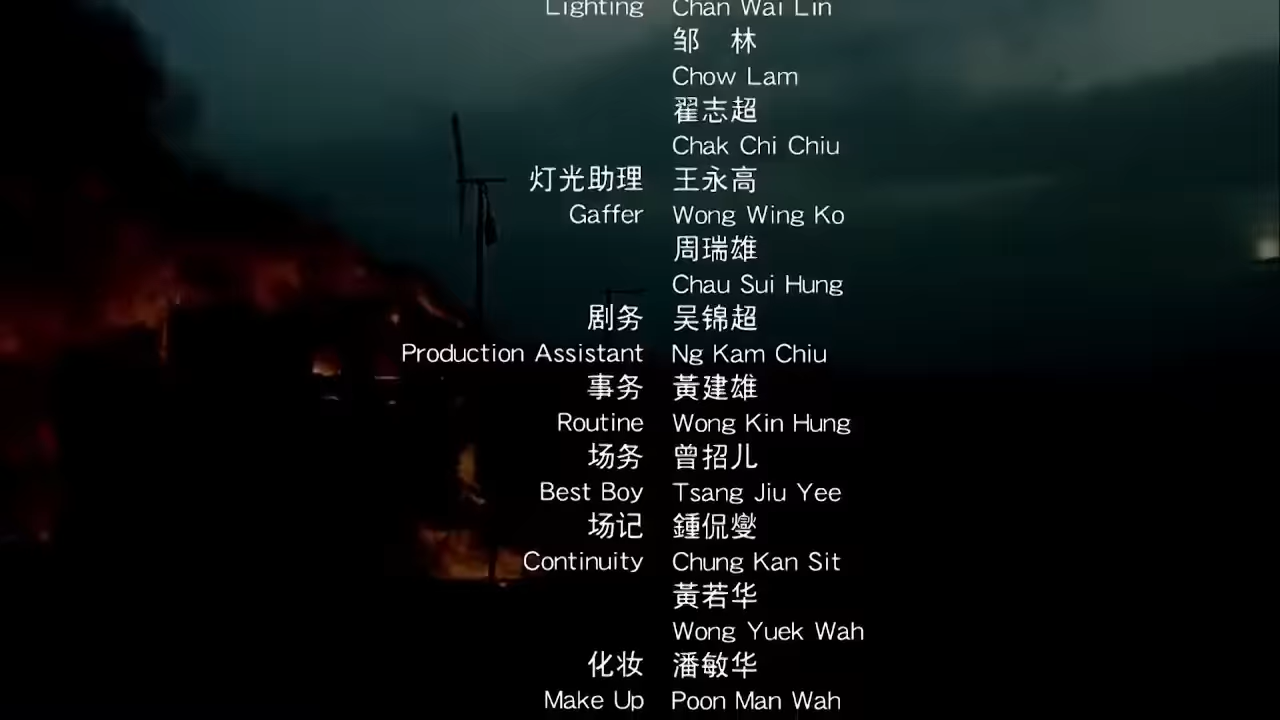 Lighting Chan Wai Lin
邹 林
Chow Lam
翟志超
Chak Chi Chiu
灯光助理 王永高
Gaffer Wong Wing Ko
周瑞雄
Chau Sui Hung
剧务 吴锦超
Production Assistant Ng Kam Chiu
事务 黃建雄
Routine Wong Kin Hung
场务 曾招儿
Best Boy Tsang Jiu Yee
场记 鍾侃燮
Continuity Chung Kan Sit
黃若华
Wong Yuek Wah
化妆 潘敏华
Make Up Poon Man Wah